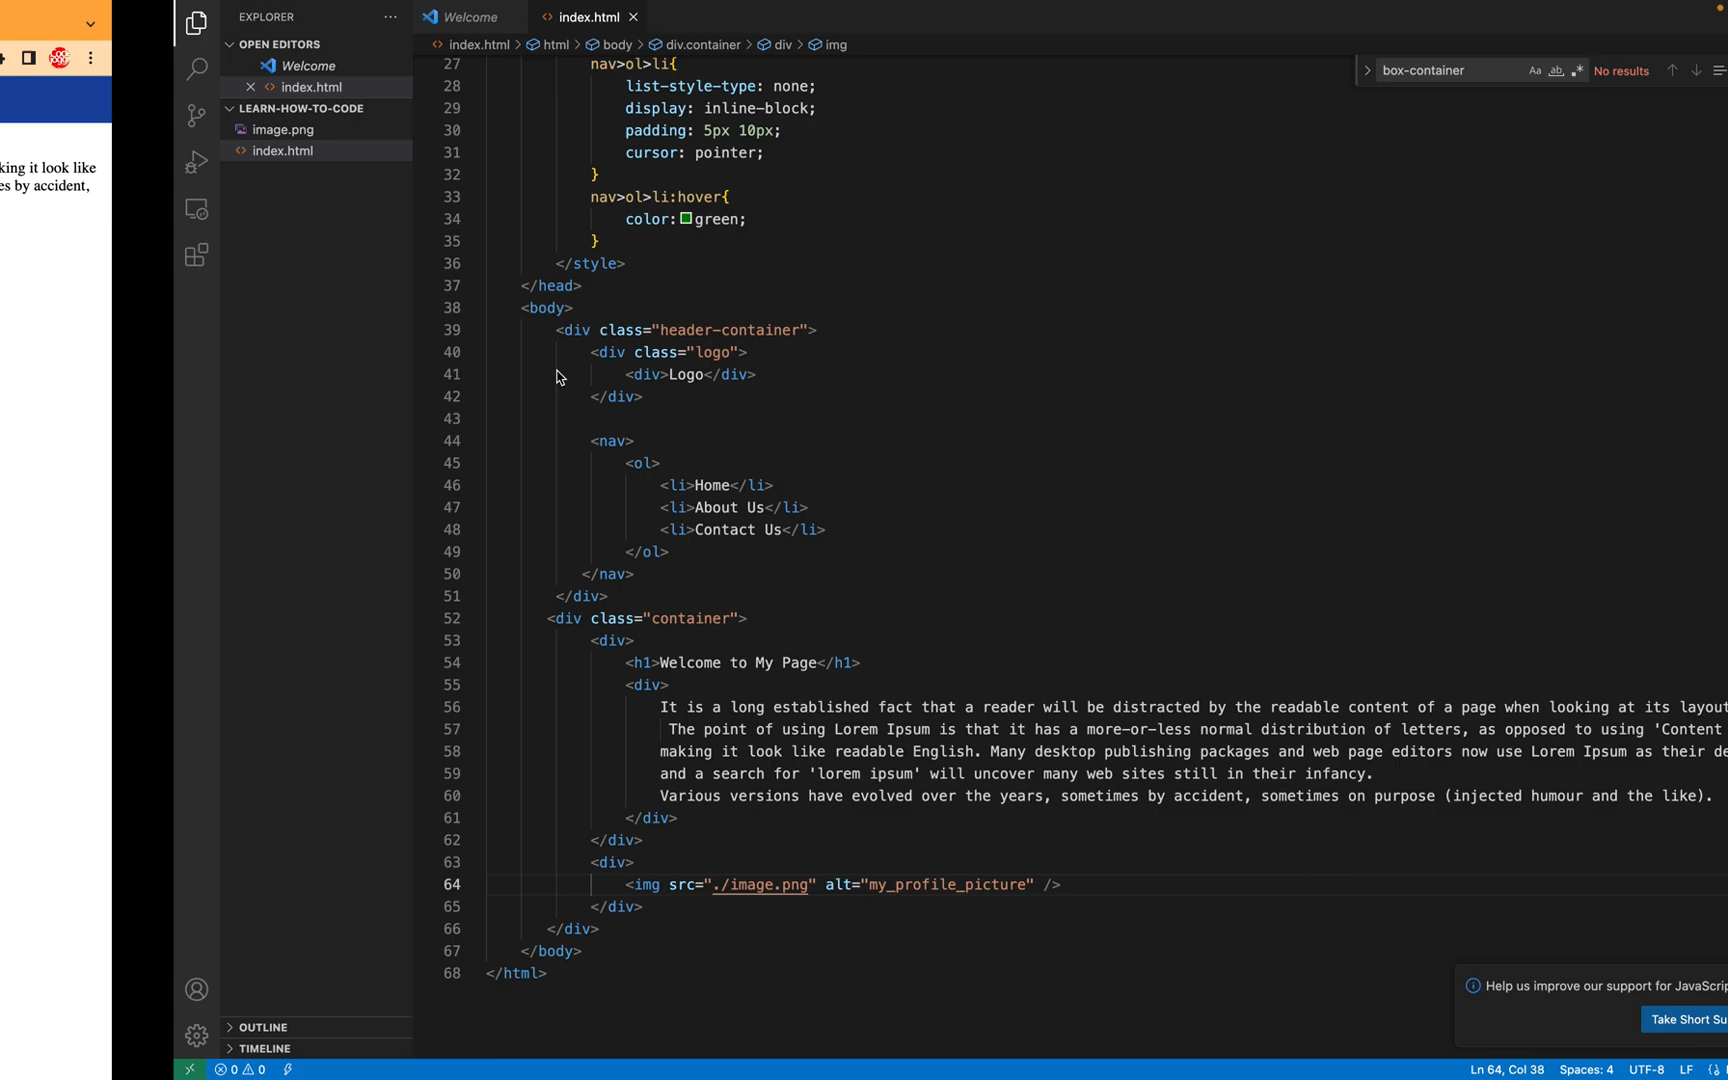 king it look like
es by accident,
EXPLORER
OPEN EDITORS
Welcome
index.html
LEARN-HOW-TO-CODE
image.png
index.html
OUTLINE
TIMELINE
Welcome
index.html
index.html > html > body > div.container > div > img
box-container Aa ab No results
27 nav>ol>li{
28 list-style-type: none;
29 display: inline-block;
30 padding: 5px 10px;
31 cursor: pointer;
32 }
33 nav>ol>li:hover{
34 color: green;
35 }
36 </style>
37 </head>
38 <body>
39 <div class="header-container">
40 <div class="logo">
41 <div>Logo</div>
42 </div>
43
44 <nav>
45 <ol>
46 <li>Home</li>
47 <li>About Us</li>
48 <li>Contact Us</li>
49 </ol>
50 </nav>
51 </div>
52 <div class="container">
53 <div>
54 <h1>Welcome to My Page</h1>
55 <div>
56 It is a long established fact that a reader will be distracted by the readable content of a page when looking at its layou
57 The point of using Lorem Ipsum is that it has a more-or-less normal distribution of letters, as opposed to using 'Content
58 making it look like readable English. Many desktop publishing packages and web page editors now use Lorem Ipsum as their de
59 and a search for 'lorem ipsum' will uncover many web sites still in their infancy.
60 Various versions have evolved over the years, sometimes by accident, sometimes on purpose (injected humour and the like).
61 </div>
62 </div>
63 <div>
64 <img src="./image.png" alt="my_profile_picture" />
65 </div>
66 </div>
67 </body>
68 </html>
Help us improve our support for JavaScrip
Take Short Su
0 0 Ln 64, Col 38 Spaces: 4 UTF-8 LF